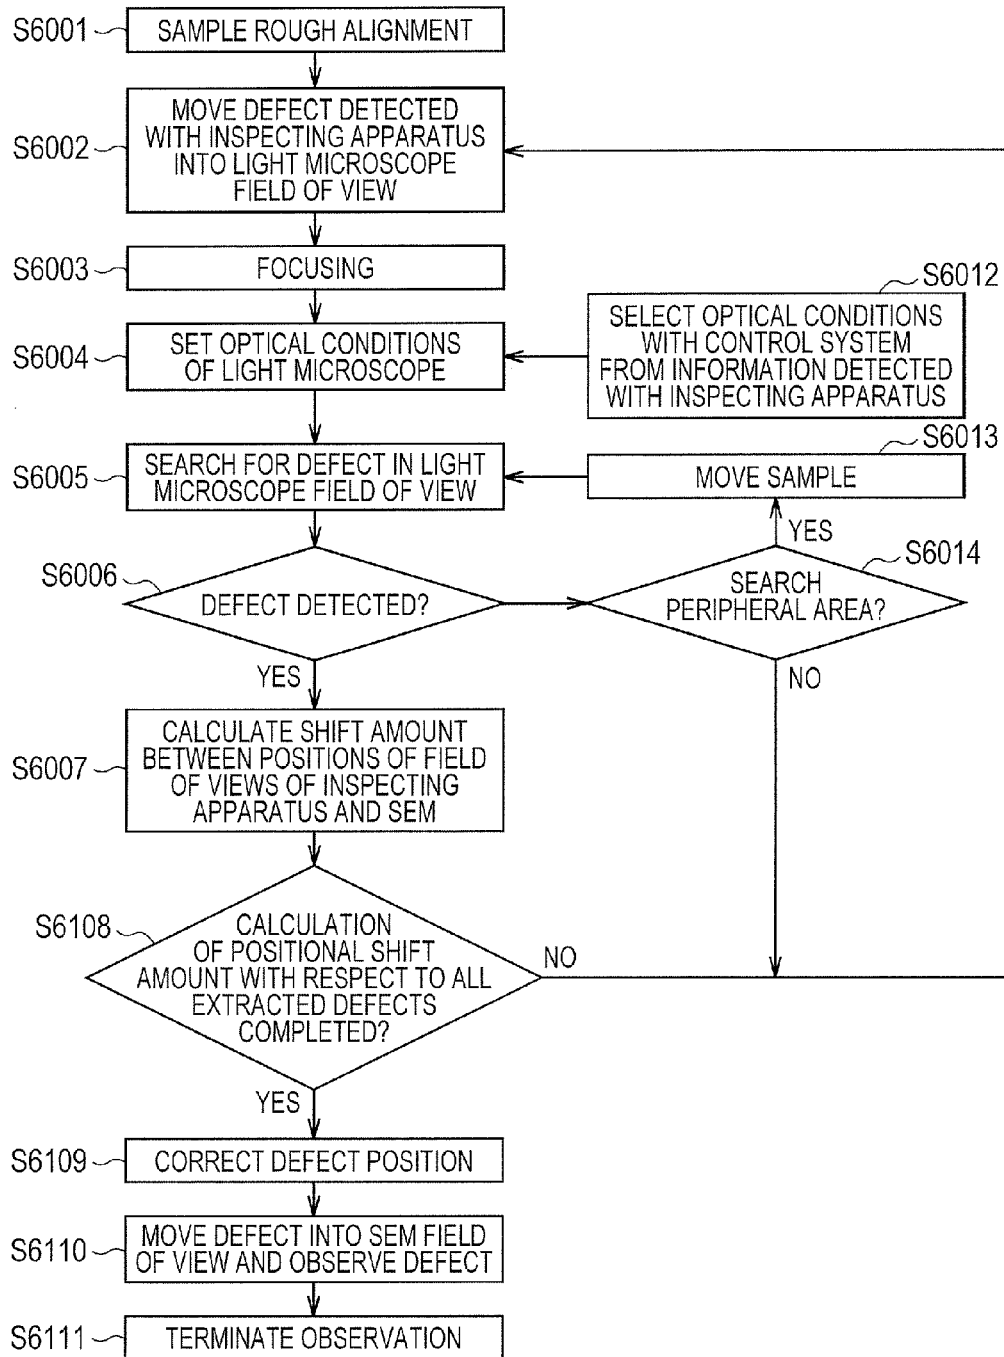 S6001
SAMPLE ROUGH ALIGNMENT
S6002
MOVE DEFECT DETECTED
WITH INSPECTING APPARATUS
INTO LIGHT MICROSCOPE
FIELD OF VIEW
S6003
FOCUSING
S6004
SET OPTICAL CONDITIONS
OF LIGHT MICROSCOPE
S6012
SELECT OPTICAL CONDITIONS
WITH CONTROL SYSTEM
FROM INFORMATION DETECTED
WITH INSPECTING APPARATUS
S6005
SEARCH FOR DEFECT IN LIGHT
MICROSCOPE FIELD OF VIEW
S6013
MOVE SAMPLE
YES
S6006
DEFECT DETECTED?
S6014
SEARCH
PERIPHERAL AREA?
YES
NO
S6007
CALCULATE SHIFT AMOUNT
BETWEEN POSITIONS OF FIELD
OF VIEWS OF INSPECTING
APPARATUS AND SEM
S6108
CALCULATION
OF POSITIONAL SHIFT
AMOUNT WITH RESPECT TO ALL
EXTRACTED DEFECTS
COMPLETED?
NO
YES
S6109
CORRECT DEFECT POSITION
S6110
MOVE DEFECT INTO SEM FIELD
OF VIEW AND OBSERVE DEFECT
S6111
TERMINATE OBSERVATION